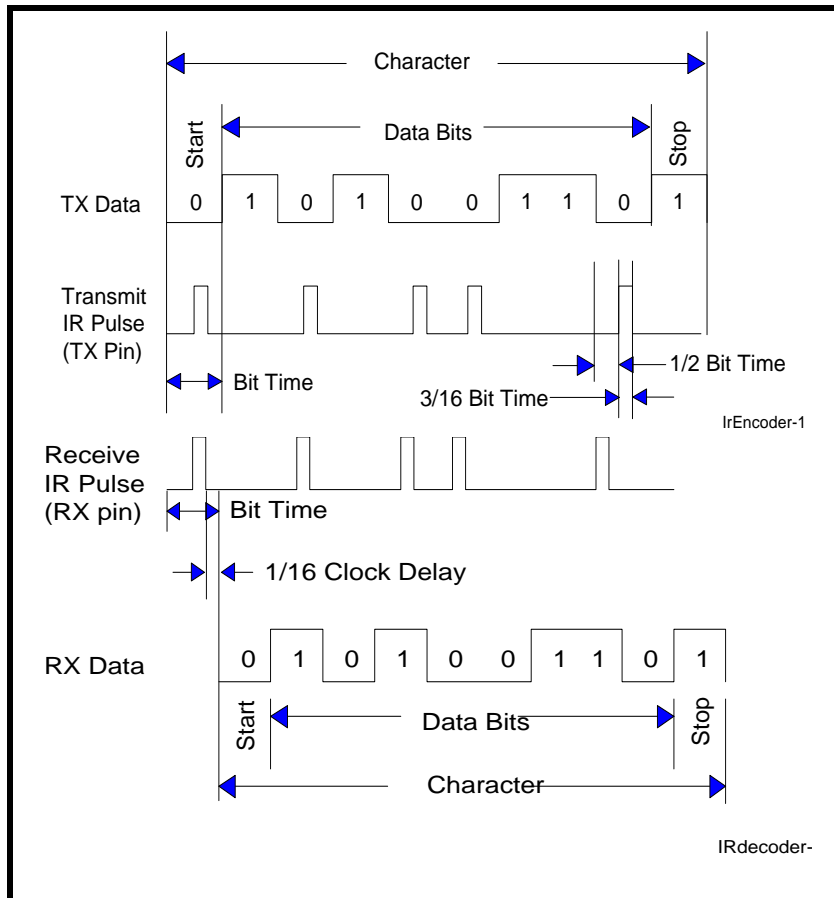 Character
Start
Data Bits
Stop
TX Data
0 1 0 1 0 0 1 1 0 1
Transmit
IR Pulse
(TX Pin)
Bit Time
1/2 Bit Time
3/16 Bit Time
IrEncoder-1
Receive
IR Pulse
(RX pin)
Bit Time
1/16 Clock Delay
RX Data
0 1 0 1 0 0 1 1 0 1
Start
Data Bits
Stop
Character
IRdecoder-